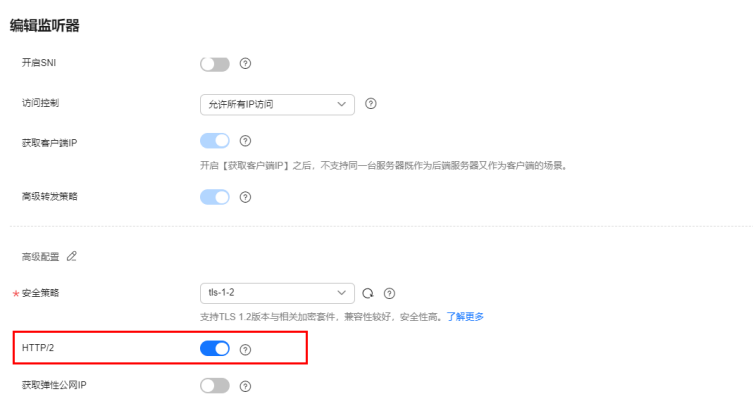 编辑监听器
开启SNI
访问控制 允许所有IP访问
获取客户端IP
开启【获取客户端IP】之后，不支持同一台服务器既作为后端服务器又作为客户端的场景。
高级转发策略
高级配置
* 安全策略 tls-1-2
支持TLS 1.2版本与相关加密套件，兼容性较好，安全性高。了解更多
HTTP/2
获取弹性公网IP